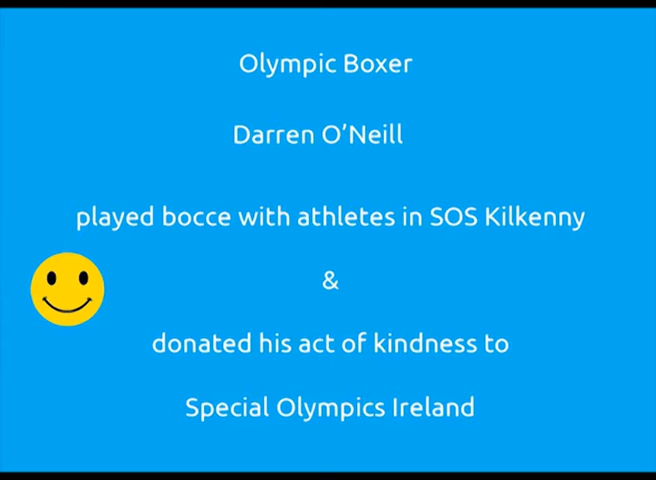 Olympic Boxer
Darren O’Neill
played bocce with athletes in SOS Kilkenny
&
donated his act of kindness to
Special Olympics Ireland